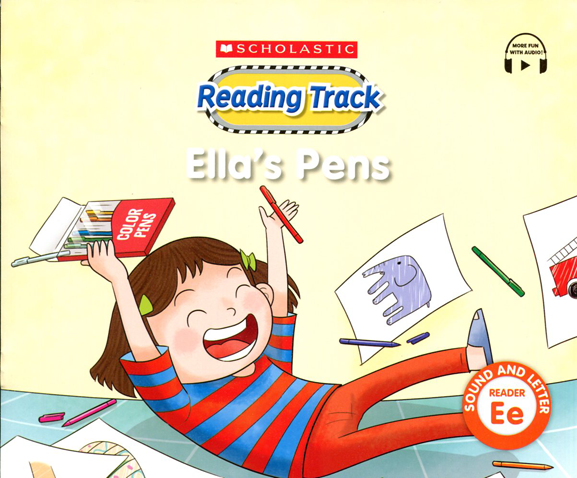 SCHOLASTIC
MORE FUN
WITH AUDIO!
Reading Track
Ella's Pens
COLOR
PENS
SOUND AND LETTER
READER
Ee